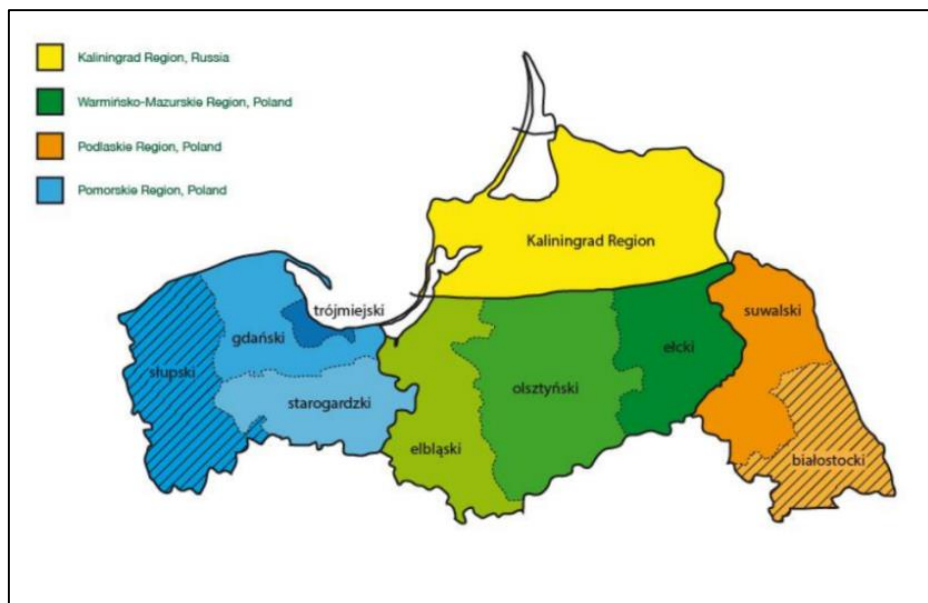 Kaliningrad Region, Russia
Warmińsko-Mazurskie Region, Poland
Podlaskie Region, Poland
Pomorskie Region, Poland
Kaliningrad Region
trójmiejski
suwalski
gdański
ełcki
słupski
olsztyński
starogardzki
elbląski
białostocki